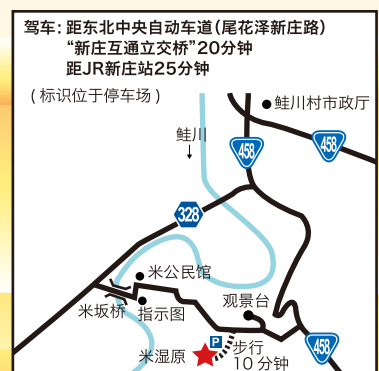 驾车：距东北中央自动车道（尾花泽新庄路）
“新庄互通立交桥”20分钟
距JR新庄站25分钟
（标识位于停车场）
鲑川村市政厅
鲑川
458
458
328
米公民馆
米坂桥
指示图
观景台
米湿原
P
步行
10 分钟
458